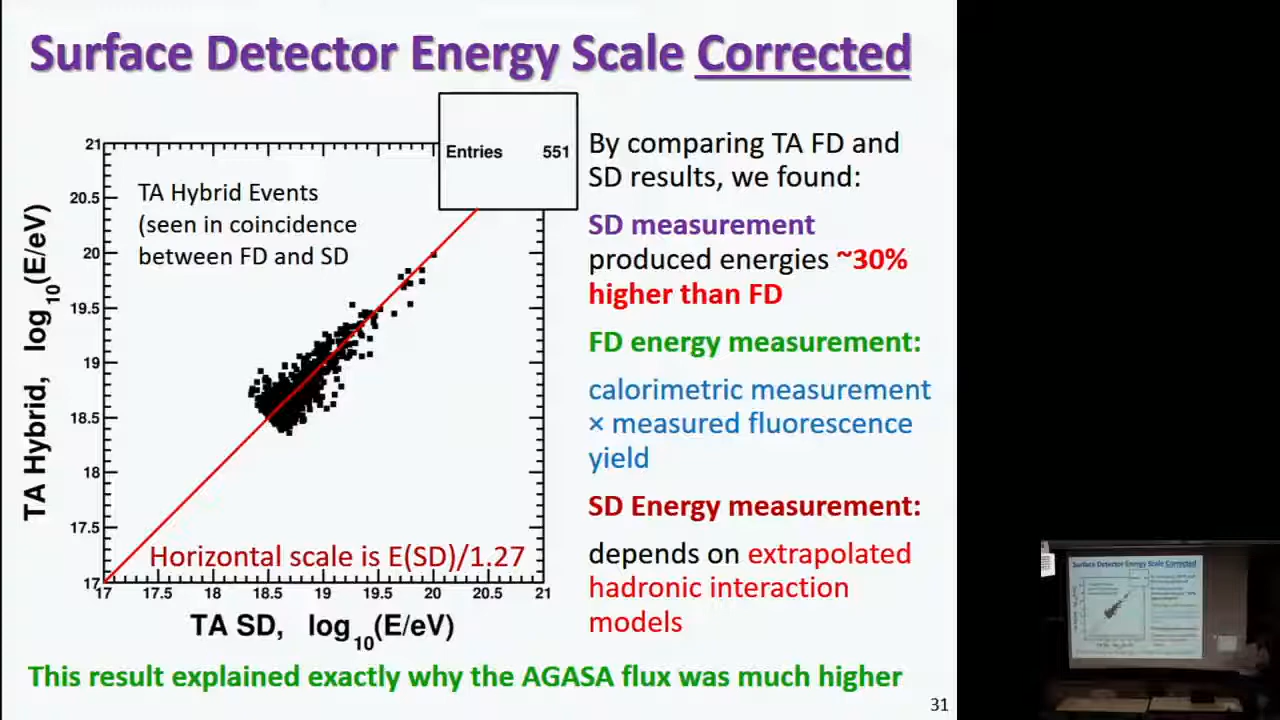 Surface Detector Energy Scale Corrected
Entries 551
TA Hybrid Events
(seen in coincidence
between FD and SD
21
20.5
20
19.5
19
18.5
18
17.5
17
TA Hybrid, log10(E/eV)
Horizontal scale is E(SD)/1.27
17 17.5 18 18.5 19 19.5 20 20.5 21
TA SD, log10(E/eV)
By comparing TA FD and
SD results, we found:
SD measurement
produced energies ~30%
higher than FD
FD energy measurement:
calorimetric measurement
× measured fluorescence
yield
SD Energy measurement:
depends on extrapolated
hadronic interaction
models
This result explained exactly why the AGASA flux was much higher
31
Surface Detector Energy Scale Corrected